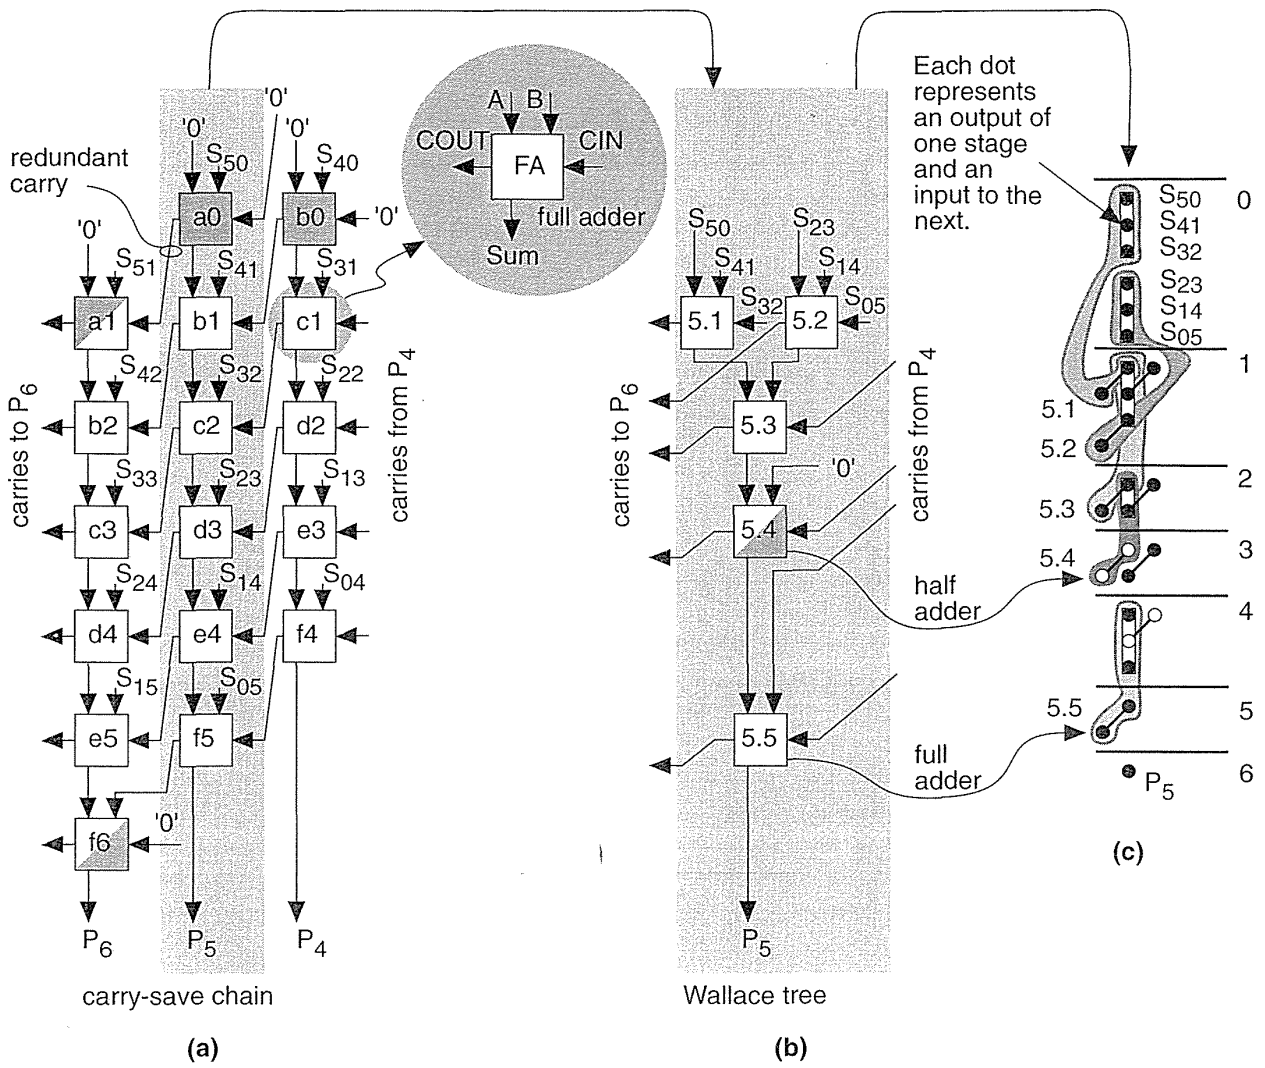 redundant
carry
'0'
'0'
'0'
S50
S40
a0
b0
'0'
'0'
S51
S41
S31
a1
b1
c1
S42
S32
S22
b2
c2
d2
S33
S23
S13
c3
d3
e3
S24
S14
S04
d4
e4
f4
S15
S05
e5
f5
f6
'0'
carries to P6
carries from P4
P6
P5
P4
carry-save chain
(a)
A
B
COUT
CIN
FA
full adder
Sum
S50
S23
S41
S14
5.1
S32
5.2
S05
5.3
'0'
5.4
5.5
carries to P6
carries from P4
P5
Wallace tree
(b)
half
adder
full
adder
Each dot
represents
an output of
one stage
and an
input to the
next.
S50
0
S41
S32
S23
S14
S05
1
5.1
5.2
2
5.3
3
5.4
4
5.5
5
6
P5
(c)